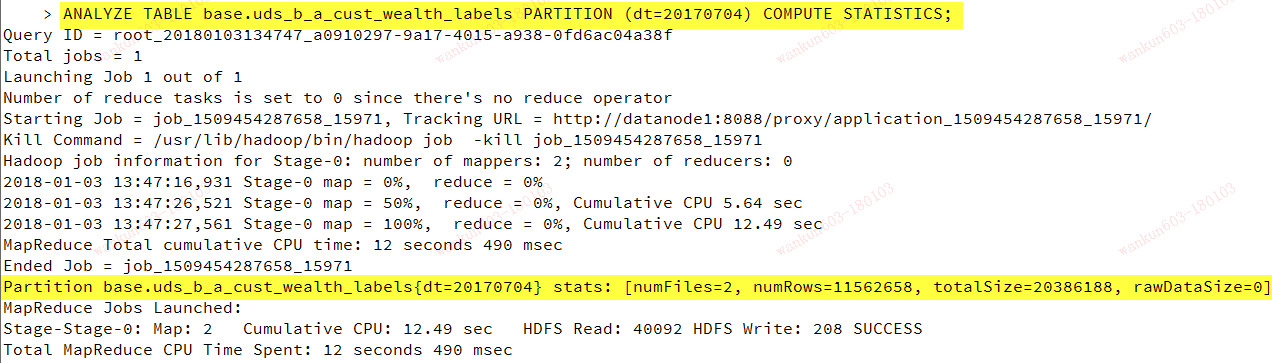 > ANALYZE TABLE base.uds_b_a_cust_wealth_labels PARTITION (dt=20170704) COMPUTE STATISTICS;
Query ID = root_20180103134747_a0910297-9a17-4015-a938-0fd6ac04a38f
Total jobs = 1
Launching Job 1 out of 1
Number of reduce tasks is set to 0 since there's no reduce operator
Starting Job = job_1509454287658_15971, Tracking URL = http://datanode1:8088/proxy/application_1509454287658_15971/
Kill Command = /usr/lib/hadoop/bin/hadoop job  -kill job_1509454287658_15971
Hadoop job information for Stage-0: number of mappers: 2; number of reducers: 0
2018-01-03 13:47:16,931 Stage-0 map = 0%,  reduce = 0%
2018-01-03 13:47:26,521 Stage-0 map = 50%,  reduce = 0%, Cumulative CPU 5.64 sec
2018-01-03 13:47:27,561 Stage-0 map = 100%,  reduce = 0%, Cumulative CPU 12.49 sec
MapReduce Total cumulative CPU time: 12 seconds 490 msec
Ended Job = job_1509454287658_15971
Partition base.uds_b_a_cust_wealth_labels{dt=20170704} stats: [numFiles=2, numRows=11562658, totalSize=20386188, rawDataSize=0]
MapReduce Jobs Launched:
Stage-Stage-0: Map: 2   Cumulative CPU: 12.49 sec   HDFS Read: 40092 HDFS Write: 208 SUCCESS
Total MapReduce CPU Time Spent: 12 seconds 490 msec
wankun603-180103
wankun603-180103
wankun603-180103
wankun603-180103